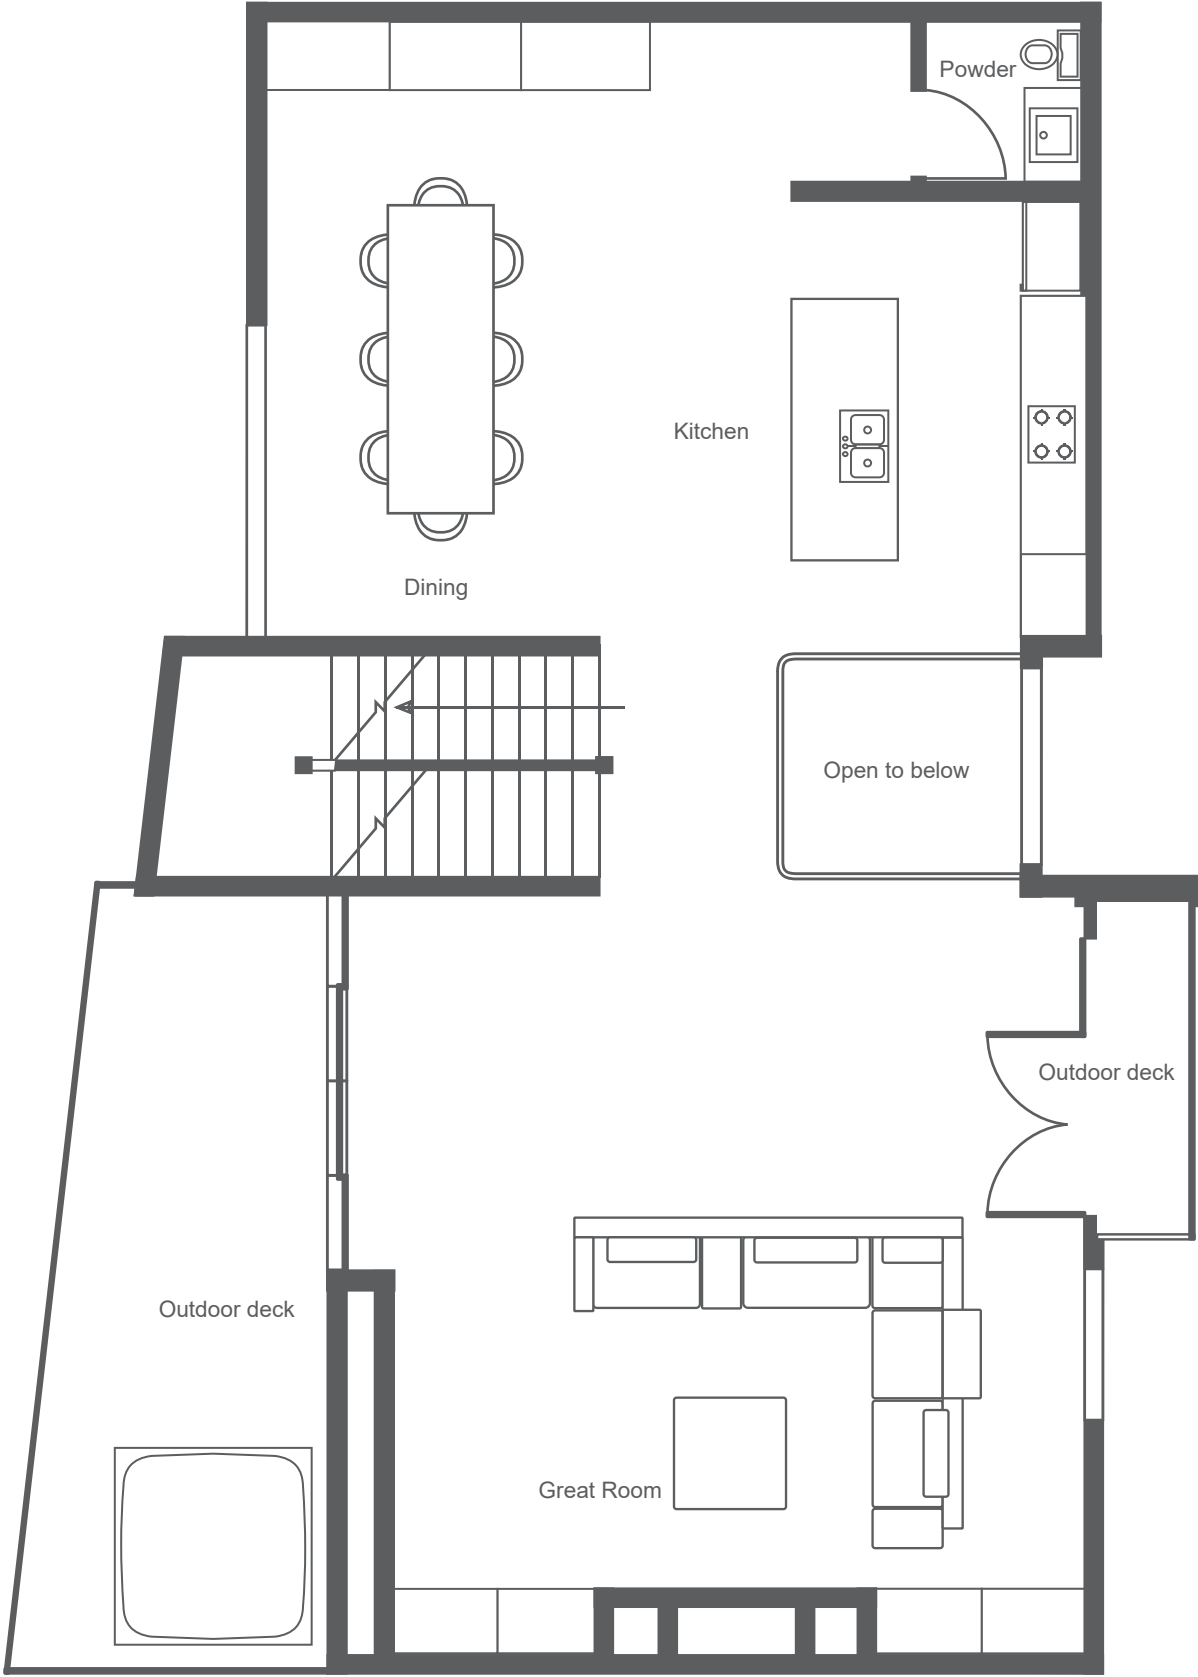 Powder
Kitchen
Dining
Open to below
Outdoor deck
Outdoor deck
Great Room